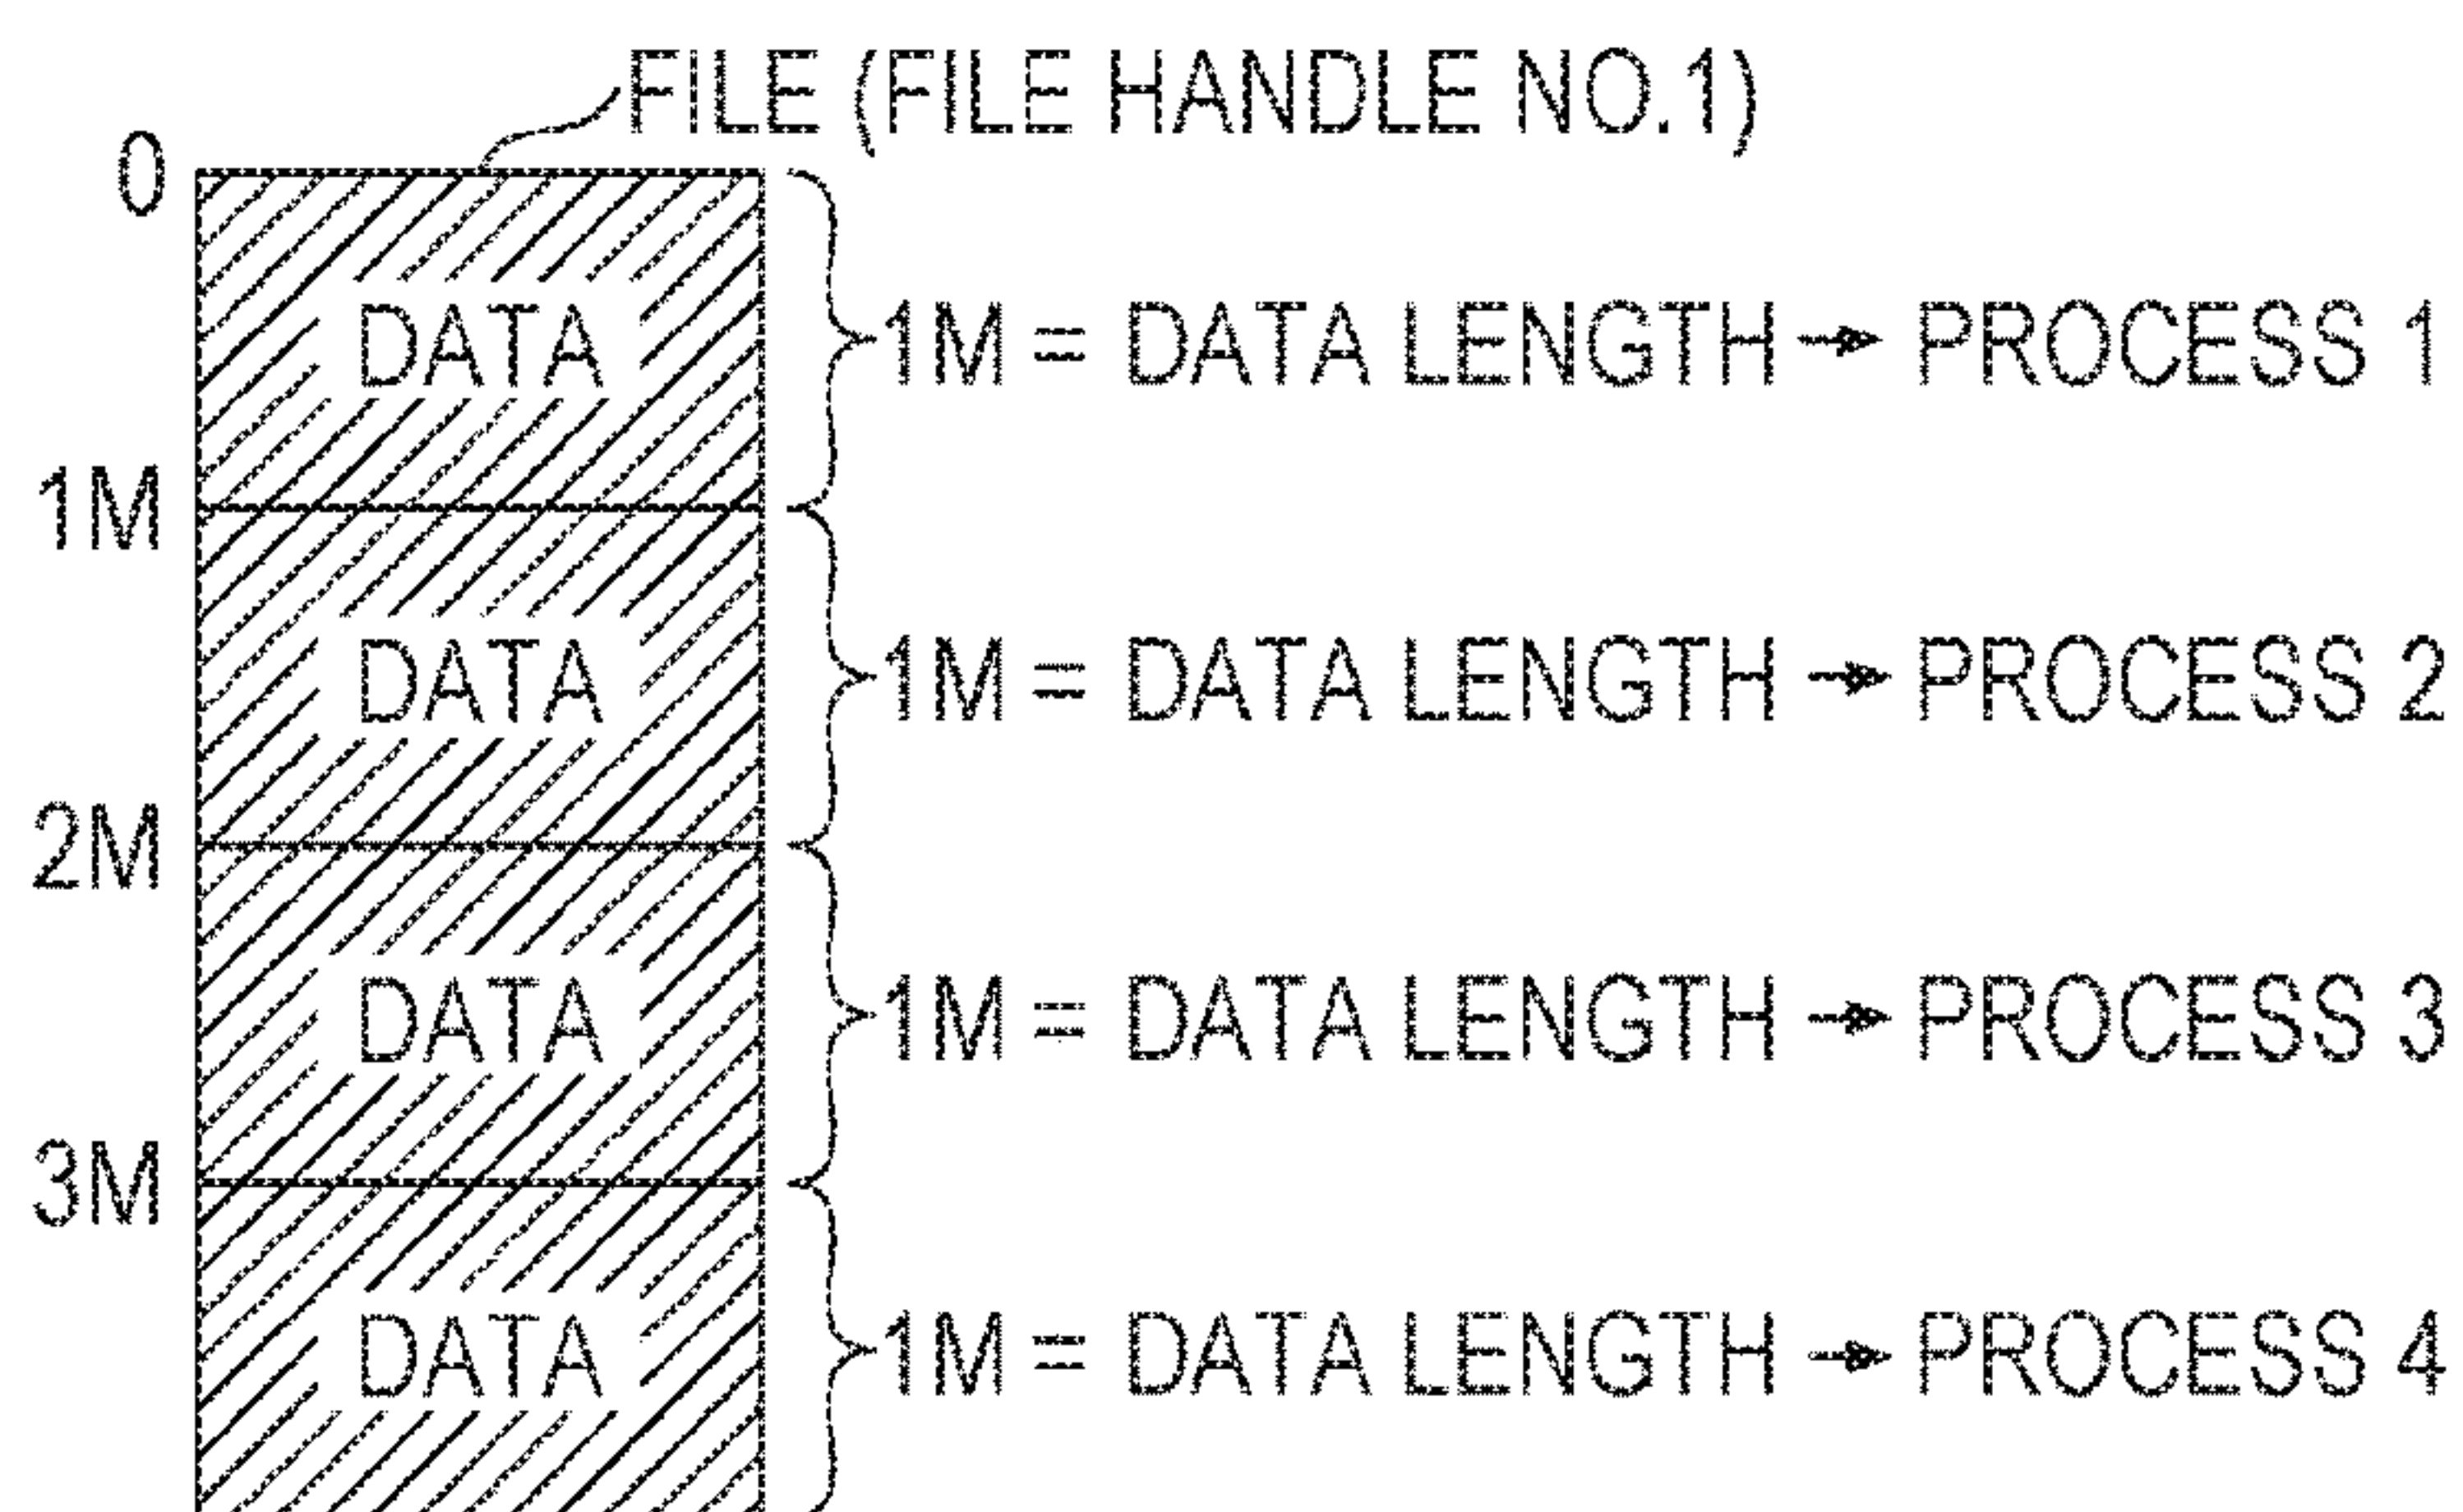 FILE (FILE HANDLE NO.1)
0
DATA 1M = DATA LENGTH → PROCESS 1
1M
DATA 1M = DATA LENGTH → PROCESS 2
2M
DATA 1M = DATA LENGTH → PROCESS 3
3M
DATA 1M = DATA LENGTH → PROCESS 4